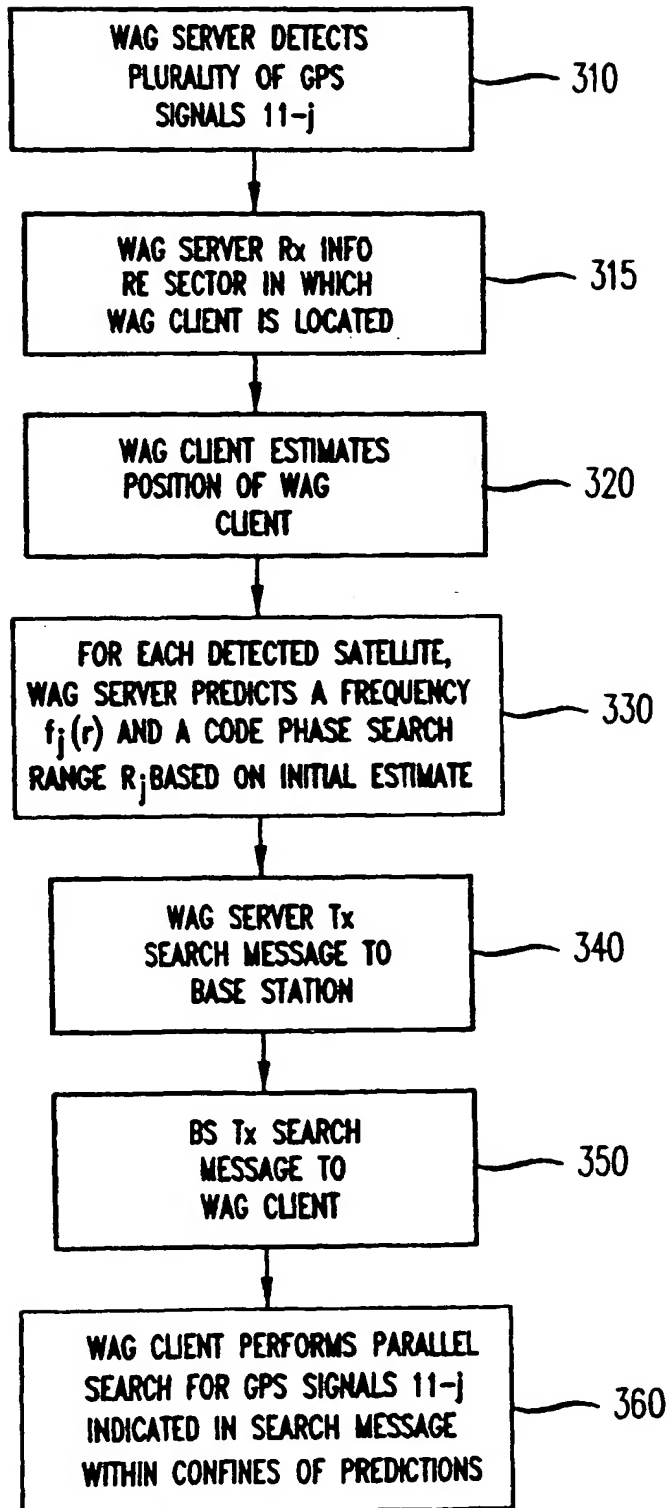 WAG SERVER DETECTS
PLURALITY OF GPS
SIGNALS 11-j
310
WAG SERVER Rx INFO
RE SECTOR IN WHICH
WAG CLIENT IS LOCATED
315
WAG CLIENT ESTIMATES
POSITION OF WAG
CLIENT
320
FOR EACH DETECTED SATELLITE,
WAG SERVER PREDICTS A FREQUENCY
fj(r) AND A CODE PHASE SEARCH
RANGE Rj BASED ON INITIAL ESTIMATE
330
WAG SERVER Tx
SEARCH MESSAGE TO
BASE STATION
340
BS Tx SEARCH
MESSAGE TO
WAG CLIENT
350
WAG CLIENT PERFORMS PARALLEL
SEARCH FOR GPS SIGNALS 11-j
INDICATED IN SEARCH MESSAGE
WITHIN CONFINES OF PREDICTIONS
360